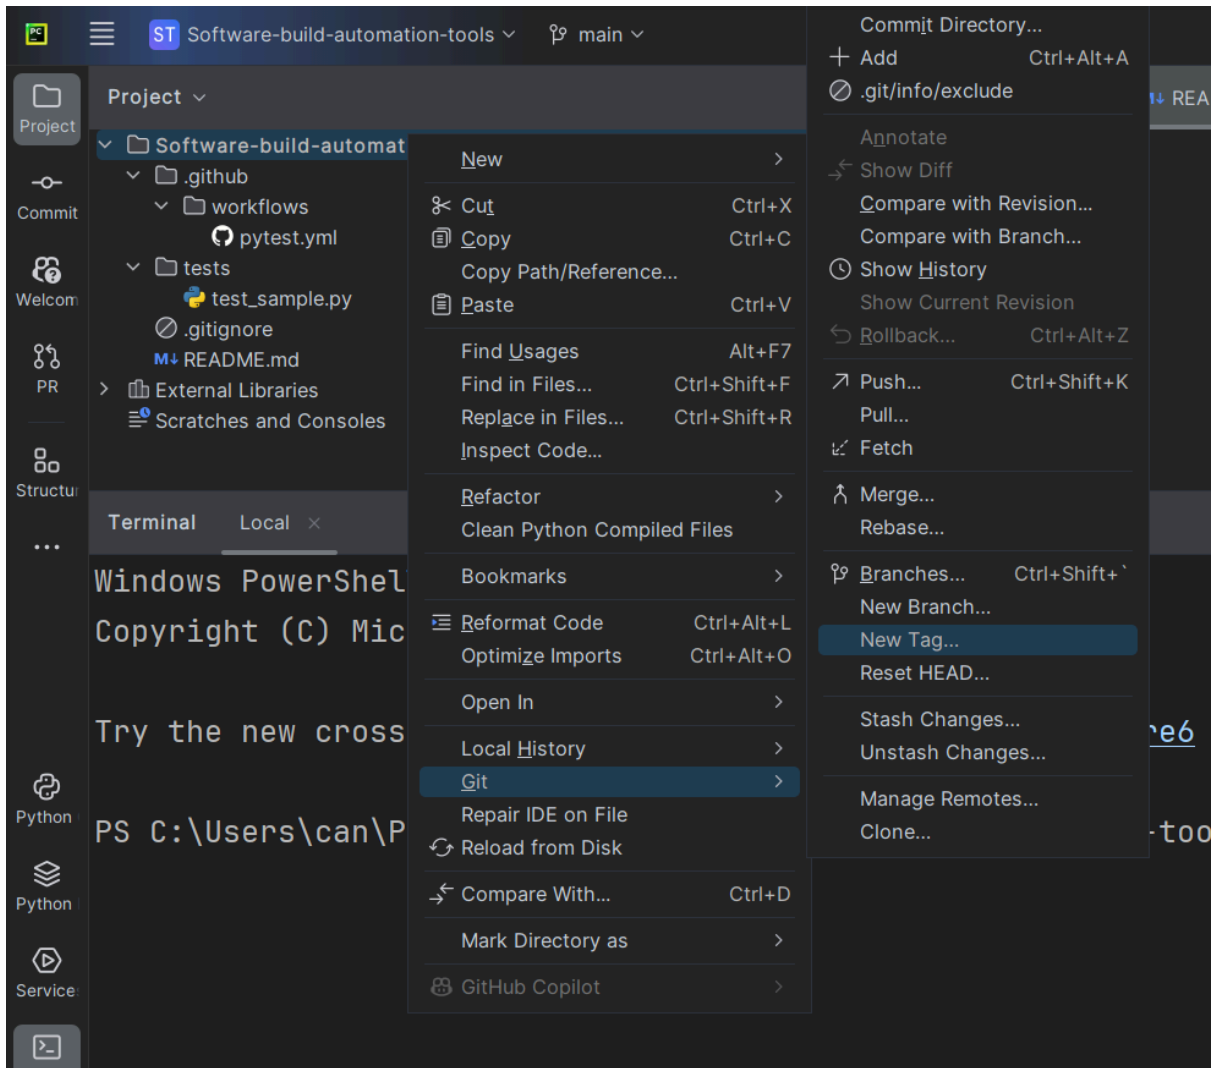 PC
ST Software-build-automation-tools main
Project
Project
Commit
Welcom
PR
Structur
Python
Python
Service
Software-build-automat
.github
workflows
pytest.yml
tests
test_sample.py
.gitignore
M↓ README.md
External Libraries
Scratches and Consoles
Terminal Local
Windows PowerShel
Copyright (C) Mic
Try the new cross
PS C:\Users\can\P
New
Cut Ctrl+X
Copy Ctrl+C
Copy Path/Reference...
Paste Ctrl+V
Find Usages Alt+F7
Find in Files... Ctrl+Shift+F
Replace in Files... Ctrl+Shift+R
Inspect Code...
Refactor
Clean Python Compiled Files
Bookmarks
Reformat Code Ctrl+Alt+L
Optimize Imports Ctrl+Alt+O
Open In
Local History
Git
Repair IDE on File
Reload from Disk
Compare With... Ctrl+D
Mark Directory as
GitHub Copilot
Commit Directory...
Add Ctrl+Alt+A
.git/info/exclude
Annotate
Show Diff
Compare with Revision...
Compare with Branch...
Show History
Show Current Revision
Rollback... Ctrl+Alt+Z
Push... Ctrl+Shift+K
Pull...
Fetch
Merge...
Rebase...
Branches... Ctrl+Shift+`
New Branch...
New Tag...
Reset HEAD...
Stash Changes...
Unstash Changes...
Manage Remotes...
Clone...
M↓ REA
re6
-too